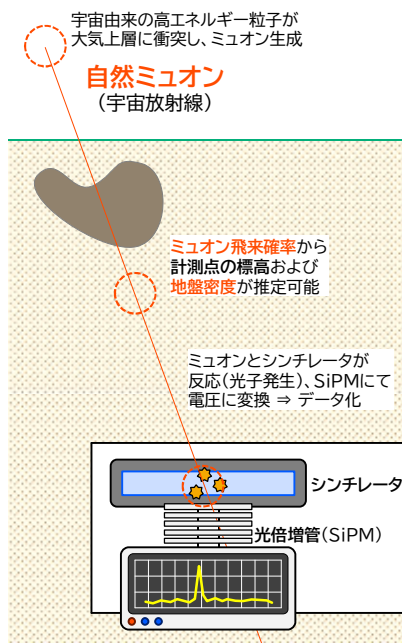 宇宙由来の高エネルギー粒子が
大気上層に衝突し、ミュオン生成
自然ミュオン
（宇宙放射線）
ミュオン飛来確率から
計測点の標高および
地盤密度が推定可能
ミュオンとシンチレータが
反応（光子発生）、SiPMにて
電圧に変換 ⇒ データ化
シンチレータ
光倍増管（SiPM）